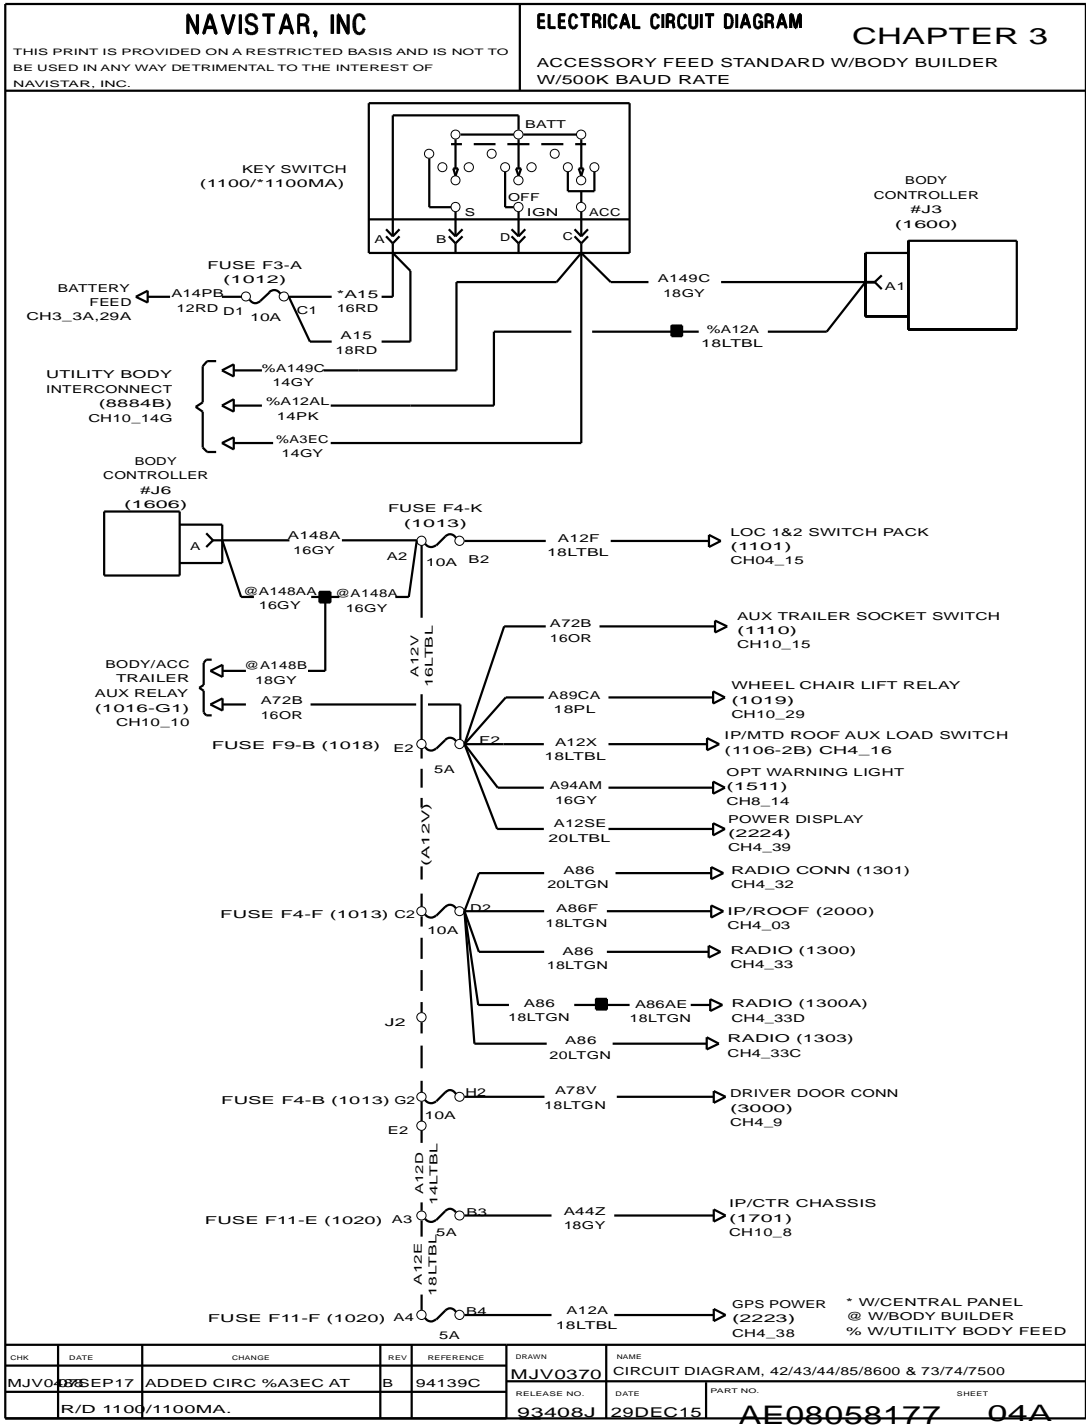 NAVISTAR, INC
THIS PRINT IS PROVIDED ON A RESTRICTED BASIS AND IS NOT TO
BE USED IN ANY WAY DETRIMENTAL TO THE INTEREST OF
NAVISTAR, INC.
ELECTRICAL CIRCUIT DIAGRAM
CHAPTER 3
ACCESSORY FEED STANDARD W/BODY BUILDER
W/500K BAUD RATE
KEY SWITCH
(1100/*1100MA)
BATT
OFF
S
IGN
ACC
A
B
D
C
BODY
CONTROLLER
#J3
(1600)
A1
A149C
18GY
%A12A
18LTBL
FUSE F3-A
(1012)
BATTERY
FEED
CH3_3A,29A
A14PB
12RD
D1
10A
C1
*A15
16RD
A15
18RD
UTILITY BODY
INTERCONNECT
(8884B)
CH10_14G
%A149C
14GY
%A12AL
14PK
%A3EC
14GY
BODY
CONTROLLER
#J6
(1606)
A
A148A
16GY
@A148AA
16GY
@A148A
16GY
FUSE F4-K
(1013)
A2
10A
B2
A12F
18LTBL
LOC 1&2 SWITCH PACK
(1101)
CH04_15
A12V
16LTBL
BODY/ACC
TRAILER
AUX RELAY
(1016-G1)
CH10_10
@A148B
18GY
A72B
16OR
A72B
16OR
AUX TRAILER SOCKET SWITCH
(1110)
CH10_15
A89CA
18PL
WHEEL CHAIR LIFT RELAY
(1019)
CH10_29
FUSE F9-B (1018)
E2
F2
5A
A12X
18LTBL
IP/MTD ROOF AUX LOAD SWITCH
(1106-2B) CH4_16
A94AM
16GY
OPT WARNING LIGHT
(1511)
CH8_14
A12SE
20LTBL
POWER DISPLAY
(2224)
CH4_39
(A12V)
A86
20LTGN
RADIO CONN (1301)
CH4_32
FUSE F4-F (1013)
C2
D2
10A
A86F
18LTGN
IP/ROOF (2000)
CH4_03
A86
18LTGN
RADIO (1300)
CH4_33
A86
18LTGN
A86AE
18LTGN
RADIO (1300A)
CH4_33D
J2
A86
20LTGN
RADIO (1303)
CH4_33C
FUSE F4-B (1013)
G2
H2
10A
A78V
18LTGN
DRIVER DOOR CONN
(3000)
CH4_9
E2
A12D
14LTBL
FUSE F11-E (1020)
A3
B3
5A
A44Z
18GY
IP/CTR CHASSIS
(1701)
CH10_8
A12E
18LTBL
FUSE F11-F (1020)
A4
B4
5A
A12A
18LTBL
GPS POWER
(2223)
CH4_38
* W/CENTRAL PANEL
@ W/BODY BUILDER
% W/UTILITY BODY FEED
CHK DATE CHANGE REV REFERENCE
SEP17 ADDED CIRC %A3EC AT B 94139C
R/D 1100/1100MA.
DRAWN
MJV0370
NAME
CIRCUIT DIAGRAM, 42/43/44/85/8600 & 73/74/7500
RELEASE NO.
93408J
DATE
29DEC15
PART NO.
AE08058177
SHEET
04A